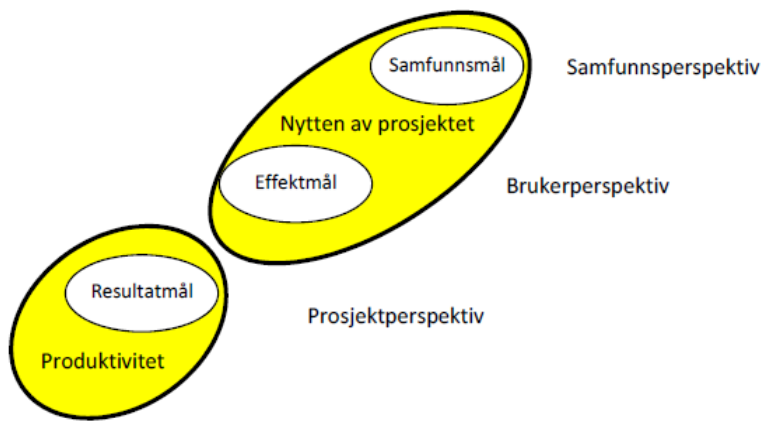 Samfunnsmål
Samfunnsperspektiv
Nytten av prosjektet
Effektmål
Brukerperspektiv
Resultatmål
Prosjektperspektiv
Produktivitet